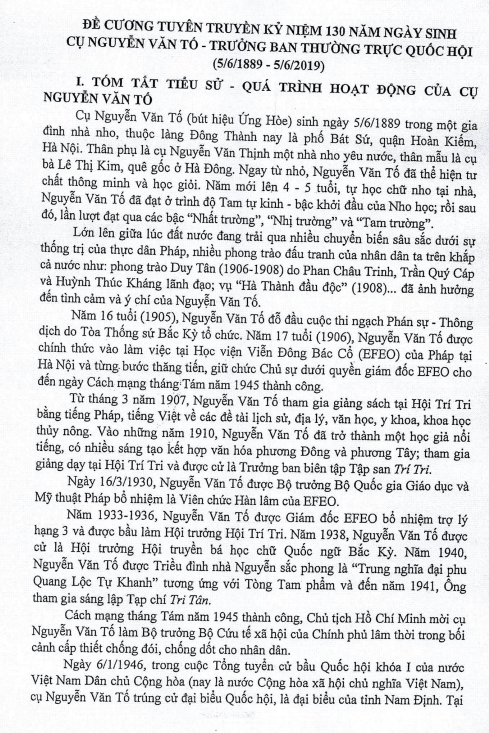 ĐỀ CƯƠNG TUYÊN TRUYỀN KỶ NIỆM 130 NĂM NGÀY SINH
CỤ NGUYỄN VĂN TỐ - TRƯỞNG BAN THƯỜNG TRỰC QUỐC HỘI
(5/6/1889 - 5/6/2019)
I. TÓM TẮT TIỂU SỬ - QUÁ TRÌNH HOẠT ĐỘNG CỦA CỤ
NGUYỄN VĂN TỐ
Cụ Nguyễn Văn Tố (bút hiệu Ứng Hòe) sinh ngày 5/6/1889 trong một gia
đình nhà nho, thuộc làng Đông Thành nay là phố Bát Sứ, quận Hoàn Kiếm,
Hà Nội. Thân phụ là cụ Nguyễn Văn Thịnh một nhà nho yêu nước, thân mẫu là cụ
bà Lê Thị Kim, quê gốc ở Hà Đông. Ngay từ nhỏ, Nguyễn Văn Tố đã thể hiện tư
chất thông minh và học giỏi. Năm mới lên 4 - 5 tuổi, tự học chữ nho tại nhà,
Nguyễn Văn Tố đã đạt ở trình độ Tam tự kinh - bậc khởi đầu của Nho học; rồi sau
đó, lần lượt đạt qua các bậc “Nhất trường”, “Nhị trường” và “Tam trường”.
Lớn lên giữa lúc đất nước đang trải qua nhiều chuyển biến sâu sắc dưới sự
thống trị của thực dân Pháp, nhiều phong trào đấu tranh của nhân dân ta trên khắp
cả nước như: phong trào Duy Tân (1906-1908) do Phan Châu Trinh, Trần Quý Cáp
và Huỳnh Thúc Kháng lãnh đạo; vụ “Hà Thành đầu độc” (1908)... đã ảnh hưởng
đến tình cảm và ý chí của Nguyễn Văn Tố.
Năm 16 tuổi (1905), Nguyễn Văn Tố đỗ đầu cuộc thi ngạch Phán sự - Thông
dịch do Tòa Thống sứ Bắc Kỳ tổ chức. Năm 17 tuổi (1906), Nguyễn Văn Tố được
chính thức vào làm việc tại Học viện Viễn Đông Bác Cổ (EFEO) của Pháp tại
Hà Nội và từng bước thăng tiến, giữ chức Chủ sự dưới quyền giám đốc EFEO cho
đến ngày Cách mạng tháng Tám năm 1945 thành công.
Từ tháng 3 năm 1907, Nguyễn Văn Tố tham gia giảng sách tại Hội Trí Tri
bằng tiếng Pháp, tiếng Việt về các đề tài lịch sử, địa lý, văn học, y khoa, khoa học
thủy nông. Vào những năm 1910, Nguyễn Văn Tố đã trở thành một học giả nổi
tiếng, có nhiều sáng tạo kết hợp văn hóa phương Đông và phương Tây; tham gia
giảng dạy tại Hội Trí Tri và được cử là Trưởng ban biên tập Tập san Trí Tri.
Ngày 16/3/1930, Nguyễn Văn Tố được Bộ trưởng Bộ Quốc gia Giáo dục và
Mỹ thuật Pháp bổ nhiệm là Viên chức Hàn lâm của EFEO.
Năm 1933-1936, Nguyễn Văn Tố được Giám đốc EFEO bổ nhiệm trợ lý
hạng 3 và được bầu làm Hội trưởng Hội Trí Tri. Năm 1938, Nguyễn Văn Tố được
cử là Hội trưởng Hội truyền bá học chữ Quốc ngữ Bắc Kỳ. Năm 1940,
Nguyễn Văn Tố được Triều đình nhà Nguyễn sắc phong là “Trung nghĩa đại phu
Quang Lộc Tự Khanh” tương ứng với Tòng Tam phẩm và đến năm 1941, Ông
tham gia sáng lập Tạp chí Tri Tân.
Cách mạng tháng Tám năm 1945 thành công, Chủ tịch Hồ Chí Minh mời cụ
Nguyễn Văn Tố làm Bộ trưởng Bộ Cứu tế xã hội của Chính phủ lâm thời trong bối
cảnh cấp thiết chống đói, chống dốt cho nhân dân.
Ngày 6/1/1946, trong cuộc Tổng tuyển cử bầu Quốc hội khóa I của nước
Việt Nam Dân chủ Cộng hòa (nay là nước Cộng hòa xã hội chủ nghĩa Việt Nam),
cụ Nguyễn Văn Tố trúng cử đại biểu Quốc hội, là đại biểu của tỉnh Nam Định. Tại